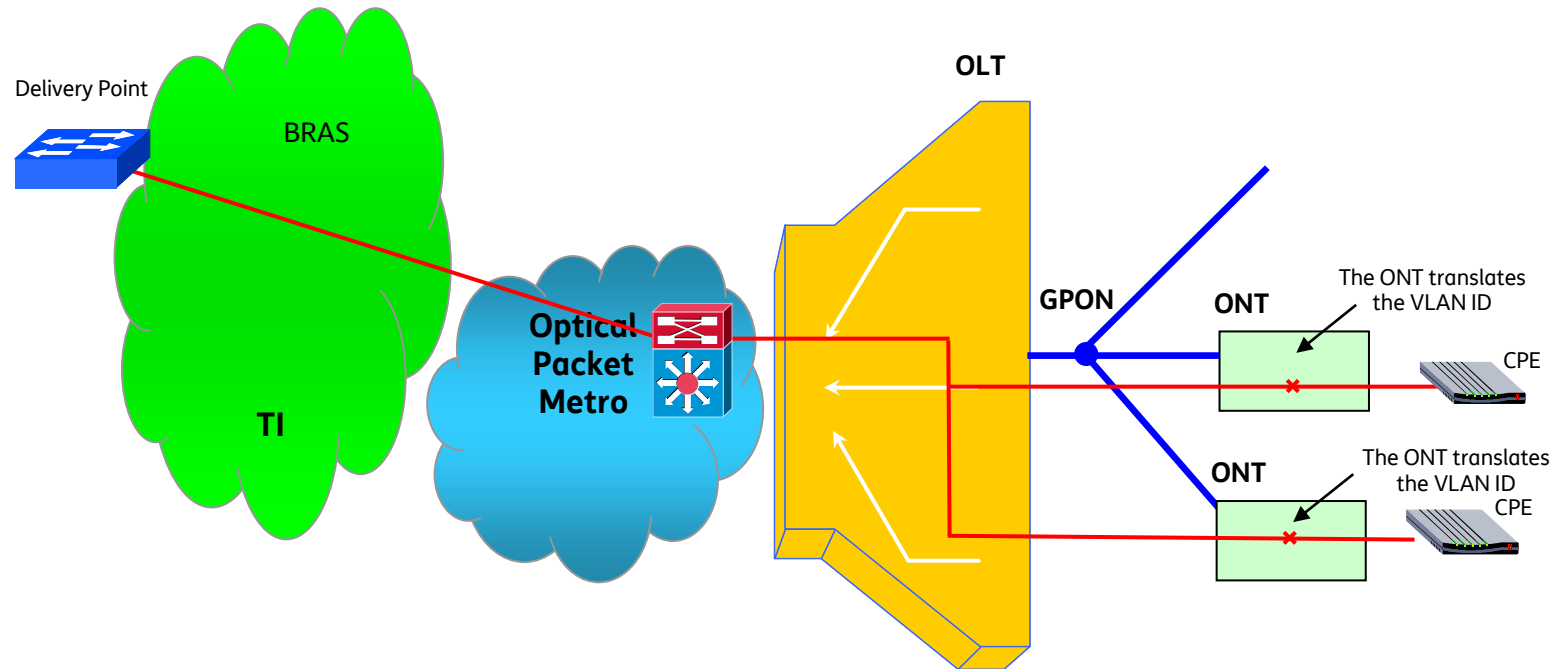 OLT
Delivery Point
BRAS
The ONT translates
the VLAN ID
GPON
ONT
Optical
Packet
Metro
CPE
TI
ONT
The ONT translates
the VLAN ID
CPE